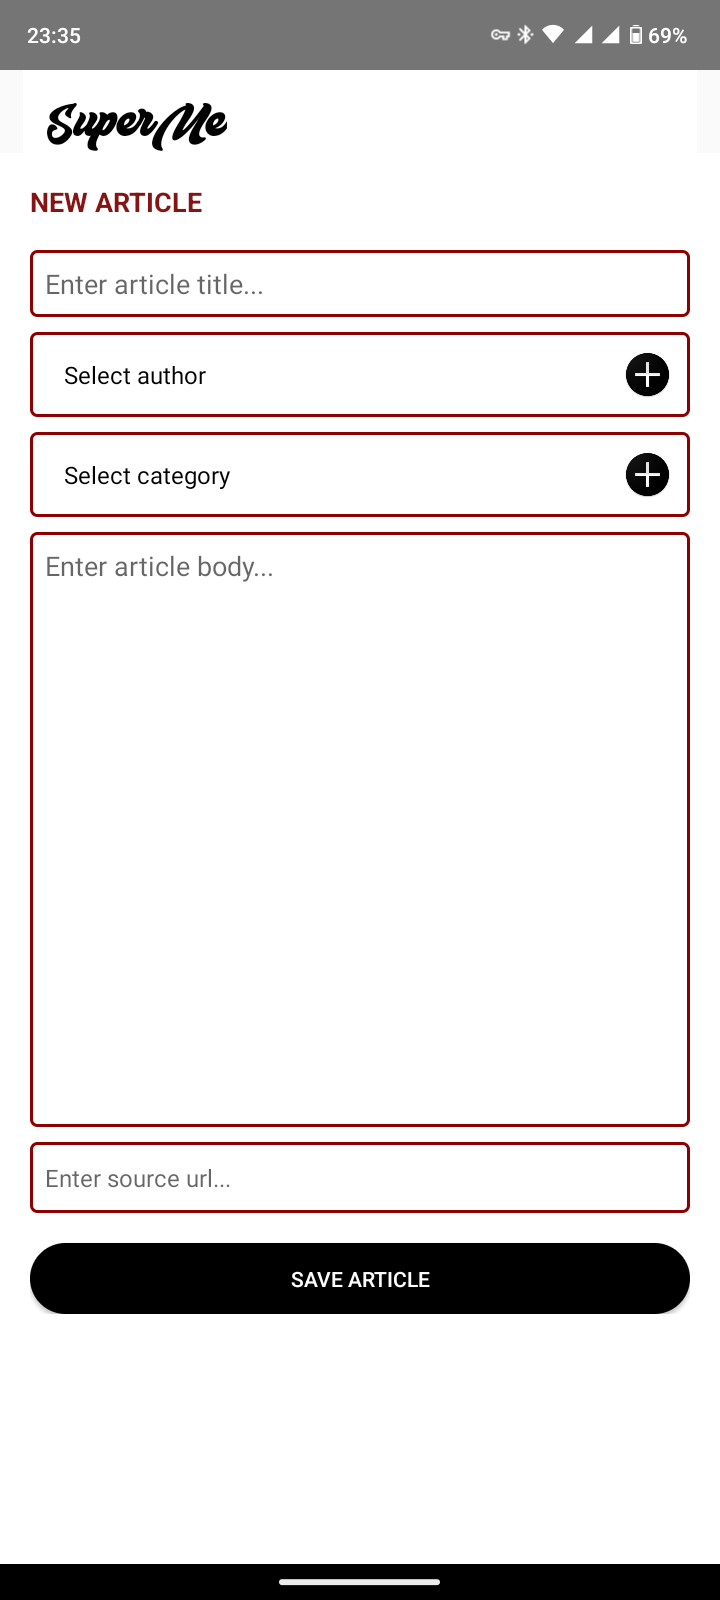 23:35
69%
SuperMe
NEW ARTICLE
Enter article title...
Select author
Select category
Enter article body...
Enter source url...
SAVE ARTICLE